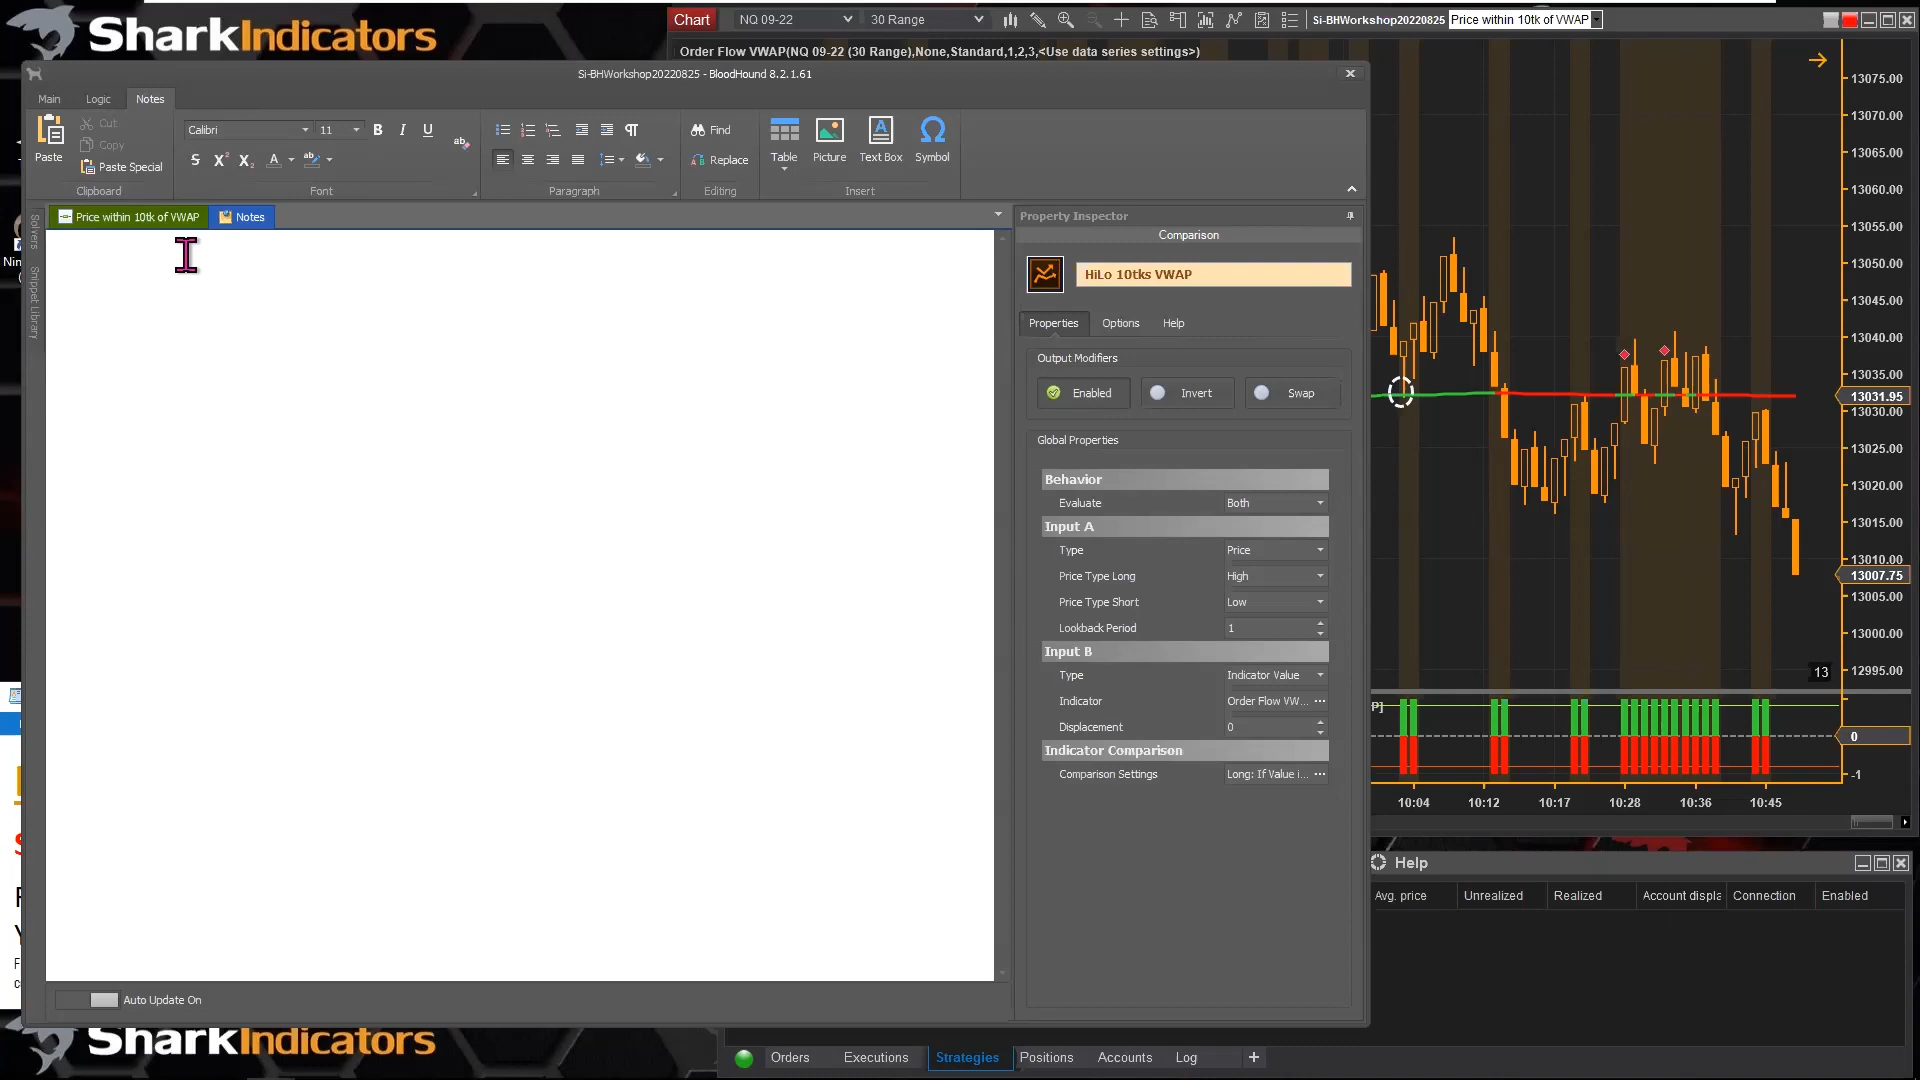 SharkIndicators
Chart
NQ 09-22
30 Range
Si-BHWorkshop20220825
Price within 10tk of VWAP
Order Flow VWAP(NQ 09-22 (30 Range),None,Standard,1,2,3,<Use data series settings>)
Si-BHWorkshop20220825 - BloodHound 8.2.1.61
Main
Logic
Notes
Paste
Cut
Copy
Paste Special
Clipboard
Calibri
11
B
I
U
Font
Paragraph
Find
Replace
Editing
Table
Picture
Text Box
Symbol
Insert
Price within 10tk of VWAP
Notes
Solvers
Snippet Library
Property Inspector
Comparison
HiLo 10tks VWAP
Properties
Options
Help
Output Modifiers
Enabled
Invert
Swap
Global Properties
Behavior
Evaluate
Both
Input A
Type
Price
Price Type Long
High
Price Type Short
Low
Lookback Period
1
Input B
Type
Indicator Value
Indicator
Order Flow VW...
Displacement
0
Indicator Comparison
Comparison Settings
Long: If Value i...
Auto Update On
13075.00
13070.00
13065.00
13060.00
13055.00
13050.00
13045.00
13040.00
13035.00
13031.95
13030.00
13025.00
13020.00
13015.00
13010.00
13007.75
13005.00
13000.00
12995.00
13
P]
0
-1
10:04
10:12
10:17
10:28
10:36
10:45
Help
Avg. price
Unrealized
Realized
Account displa
Connection
Enabled
SharkIndicators
Orders
Executions
Strategies
Positions
Accounts
Log
+